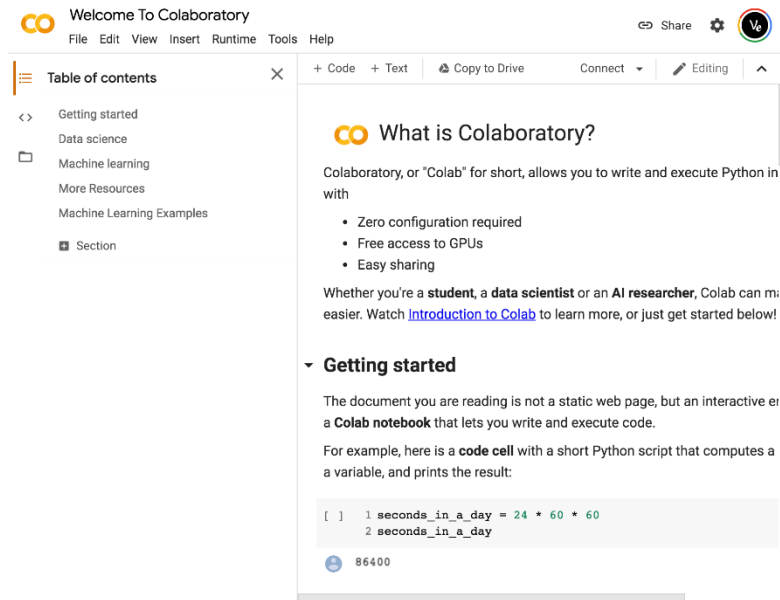 Welcome To Colaboratory
File Edit View Insert Runtime Tools Help
Share
Ve
Table of contents
Getting started
Data science
Machine learning
More Resources
Machine Learning Examples
Section
+ Code + Text Copy to Drive Connect Editing
CO What is Colaboratory?
Colaboratory, or "Colab" for short, allows you to write and execute Python in
with
• Zero configuration required
• Free access to GPUs
• Easy sharing
Whether you're a student, a data scientist or an AI researcher, Colab can
easier. Watch Introduction to Colab to learn more, or just get started below!
Getting started
The document you are reading is not a static web page, but an interactive
a Colab notebook that lets you write and execute code.
For example, here is a code cell with a short Python script that computes a
a variable, and prints the result:
[ ] 1 seconds_in_a_day = 24 * 60 * 60
2 seconds_in_a_day
86400